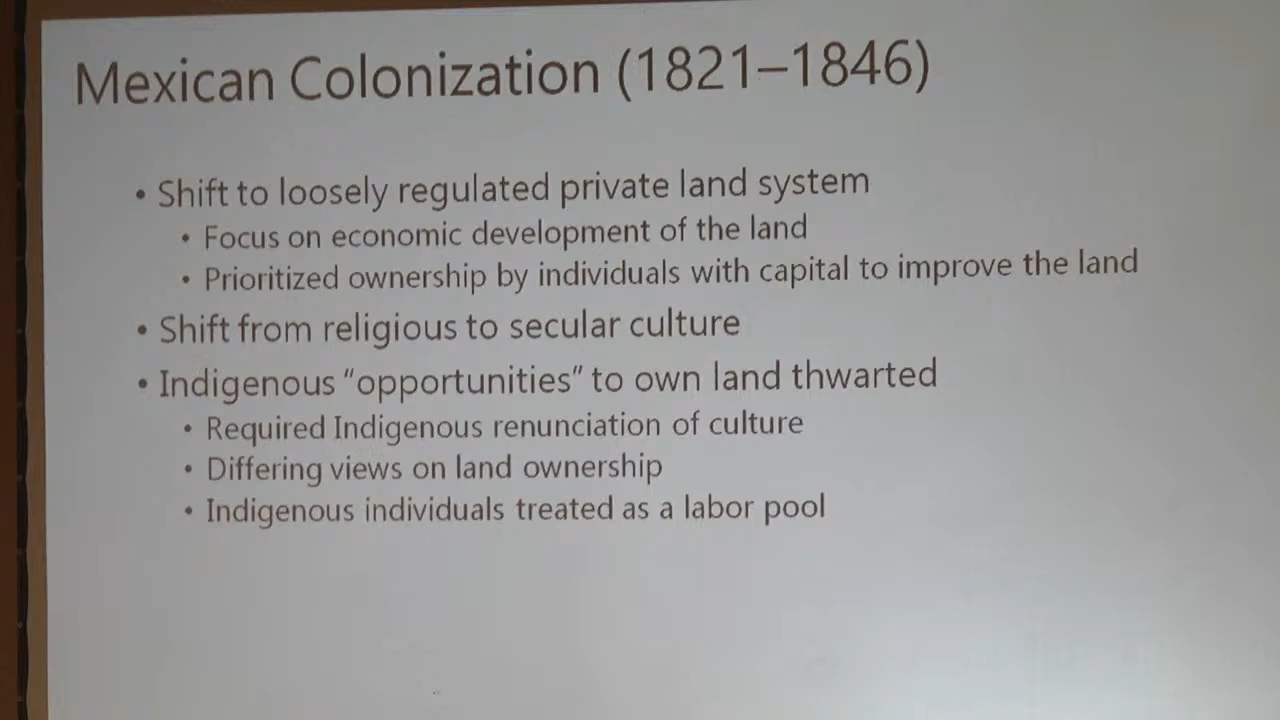 Mexican Colonization (1821–1846)
• Shift to loosely regulated private land system
• Focus on economic development of the land
• Prioritized ownership by individuals with capital to improve the land
• Shift from religious to secular culture
• Indigenous “opportunities” to own land thwarted
• Required Indigenous renunciation of culture
• Differing views on land ownership
• Indigenous individuals treated as a labor pool